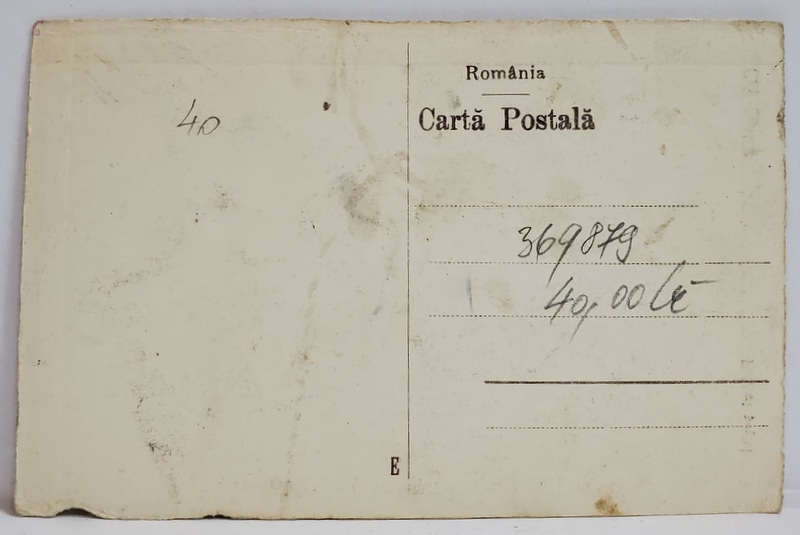 40
România
Cartă Postală
369879
40,00 lei
E